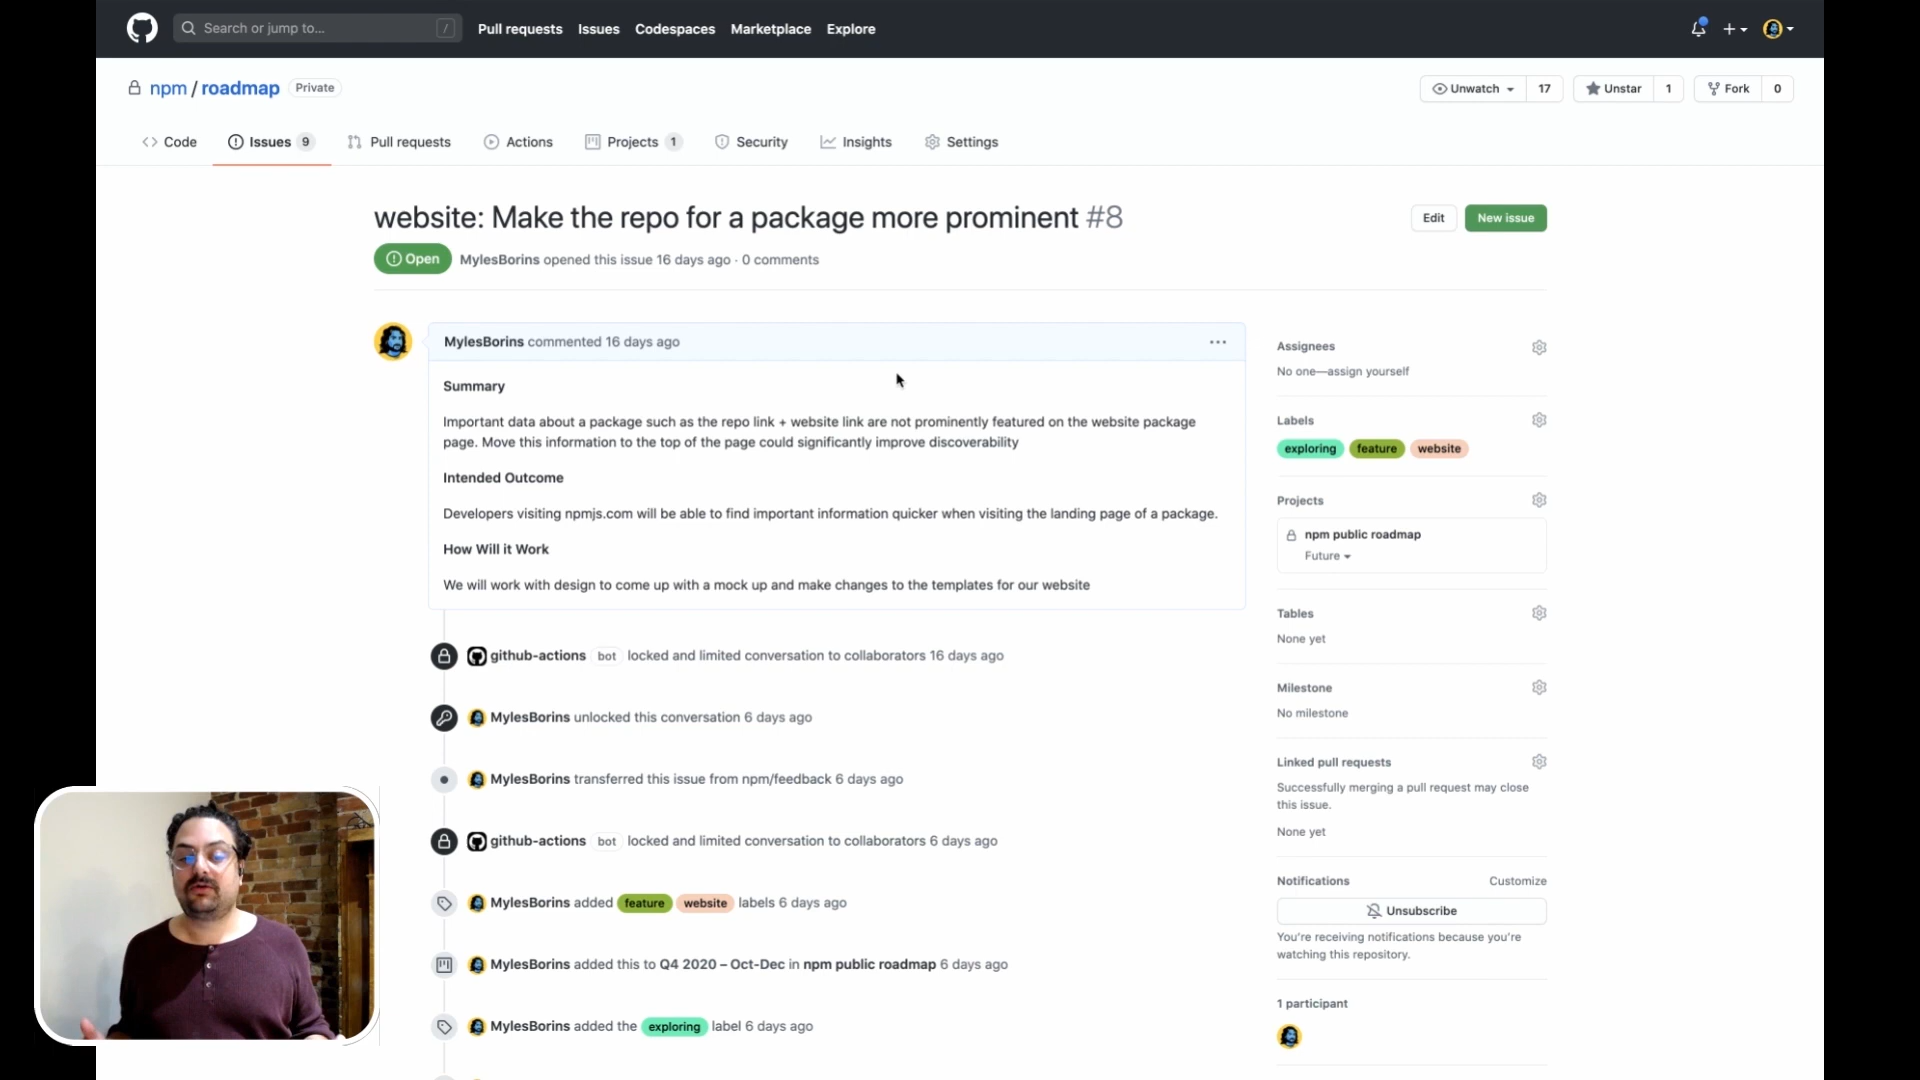 Search or jump to... /
Pull requests Issues Codespaces Marketplace Explore
npm / roadmap Private
Unwatch 17 Unstar 1 Fork 0
Code Issues 9 Pull requests Actions Projects 1 Security Insights Settings
website: Make the repo for a package more prominent #8
Edit New issue
Open MylesBorins opened this issue 16 days ago · 0 comments
MylesBorins commented 16 days ago
Summary
Important data about a package such as the repo link + website link are not prominently featured on the website package
page. Move this information to the top of the page could significantly improve discoverability
Intended Outcome
Developers visiting npmjs.com will be able to find important information quicker when visiting the landing page of a package.
How Will it Work
We will work with design to come up with a mock up and make changes to the templates for our website
github-actions bot locked and limited conversation to collaborators 16 days ago
MylesBorins unlocked this conversation 6 days ago
MylesBorins transferred this issue from npm/feedback 6 days ago
github-actions bot locked and limited conversation to collaborators 6 days ago
MylesBorins added feature website labels 6 days ago
MylesBorins added this to Q4 2020 – Oct-Dec in npm public roadmap 6 days ago
MylesBorins added the exploring label 6 days ago
Assignees
No one—assign yourself
Labels
exploring feature website
Projects
npm public roadmap
Future
Tables
None yet
Milestone
No milestone
Linked pull requests
Successfully merging a pull request may close
this issue.
None yet
Notifications Customize
Unsubscribe
You're receiving notifications because you're
watching this repository.
1 participant